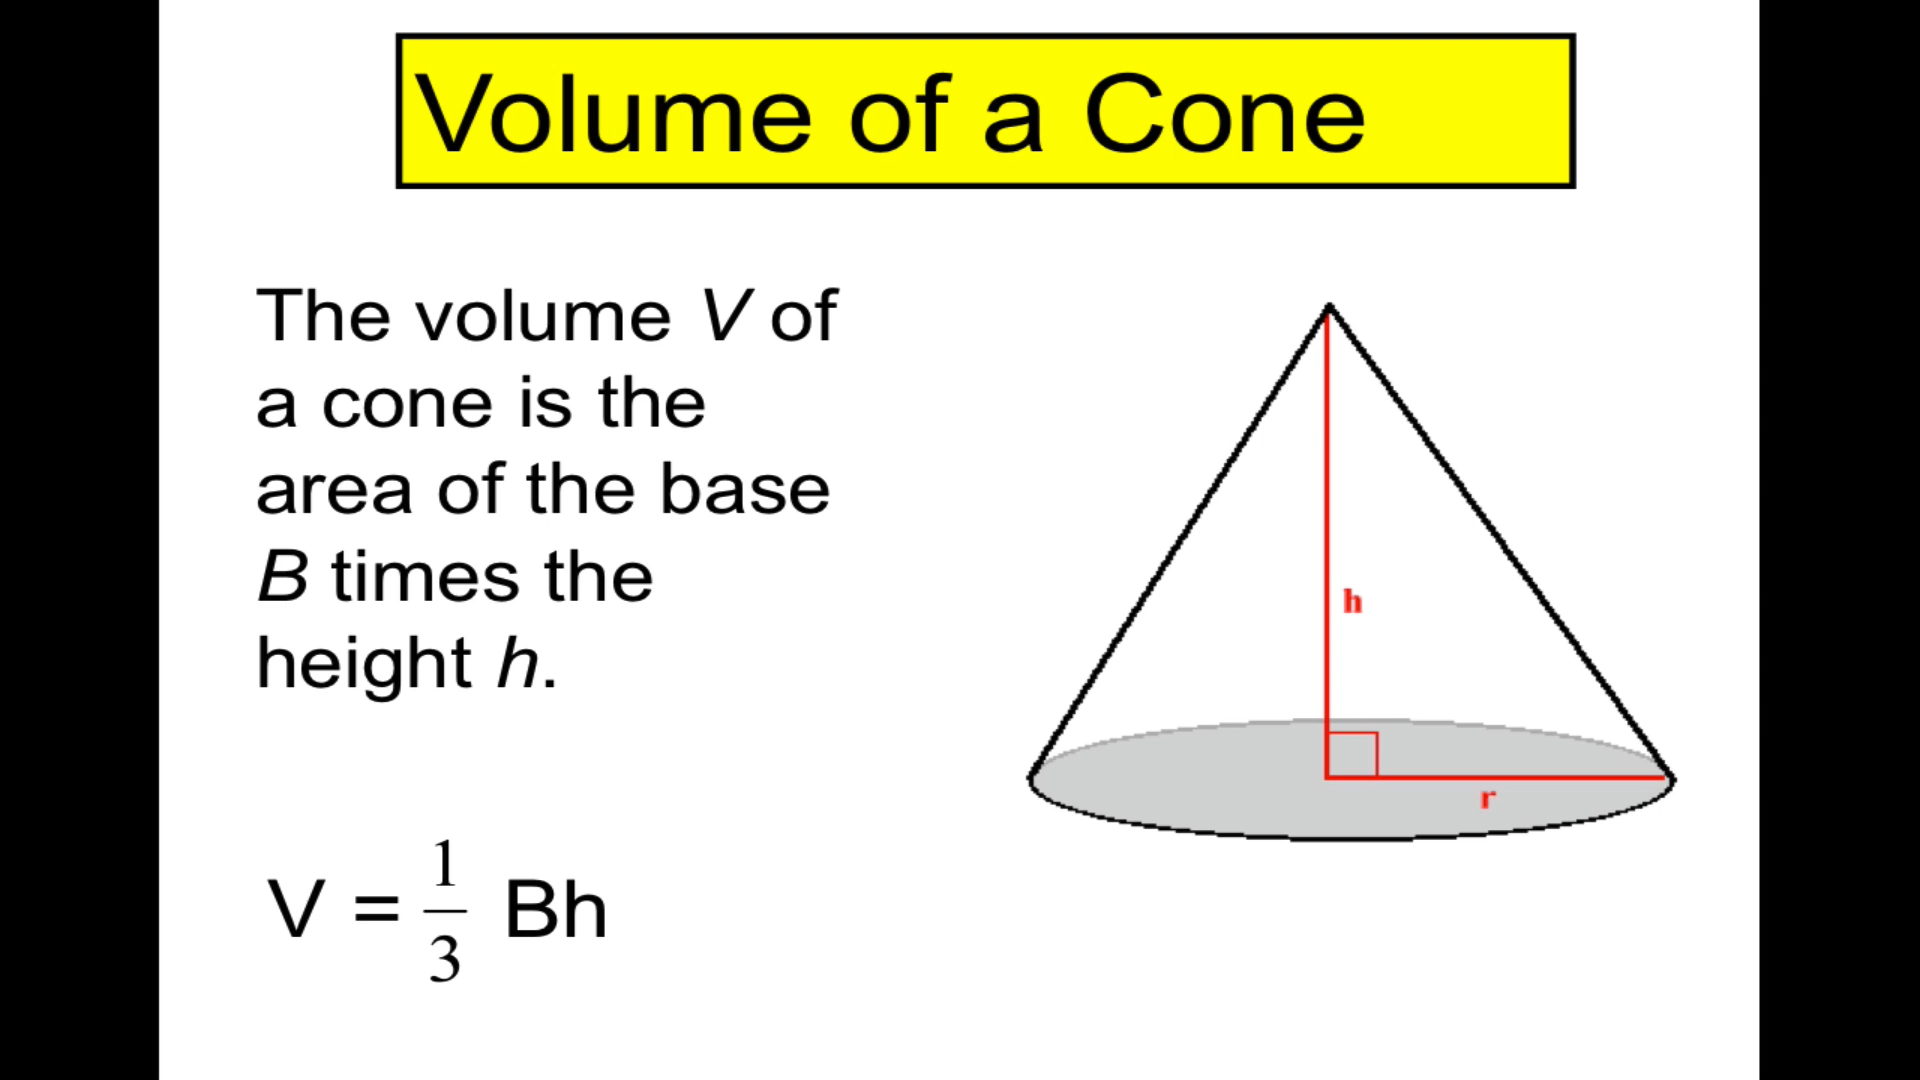 Volume of a Cone
The volume V of
a cone is the
area of the base
B times the
height h.
h
r
V = 1/3 Bh